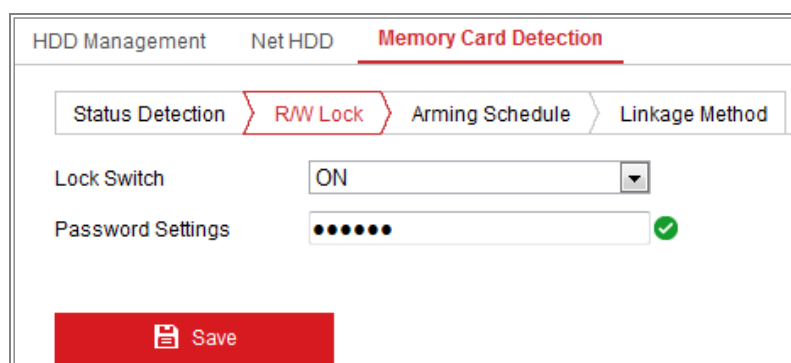 HDD Management Net HDD Memory Card Detection
Status Detection R/W Lock Arming Schedule Linkage Method
Lock Switch ON
Password Settings ••••••
Save